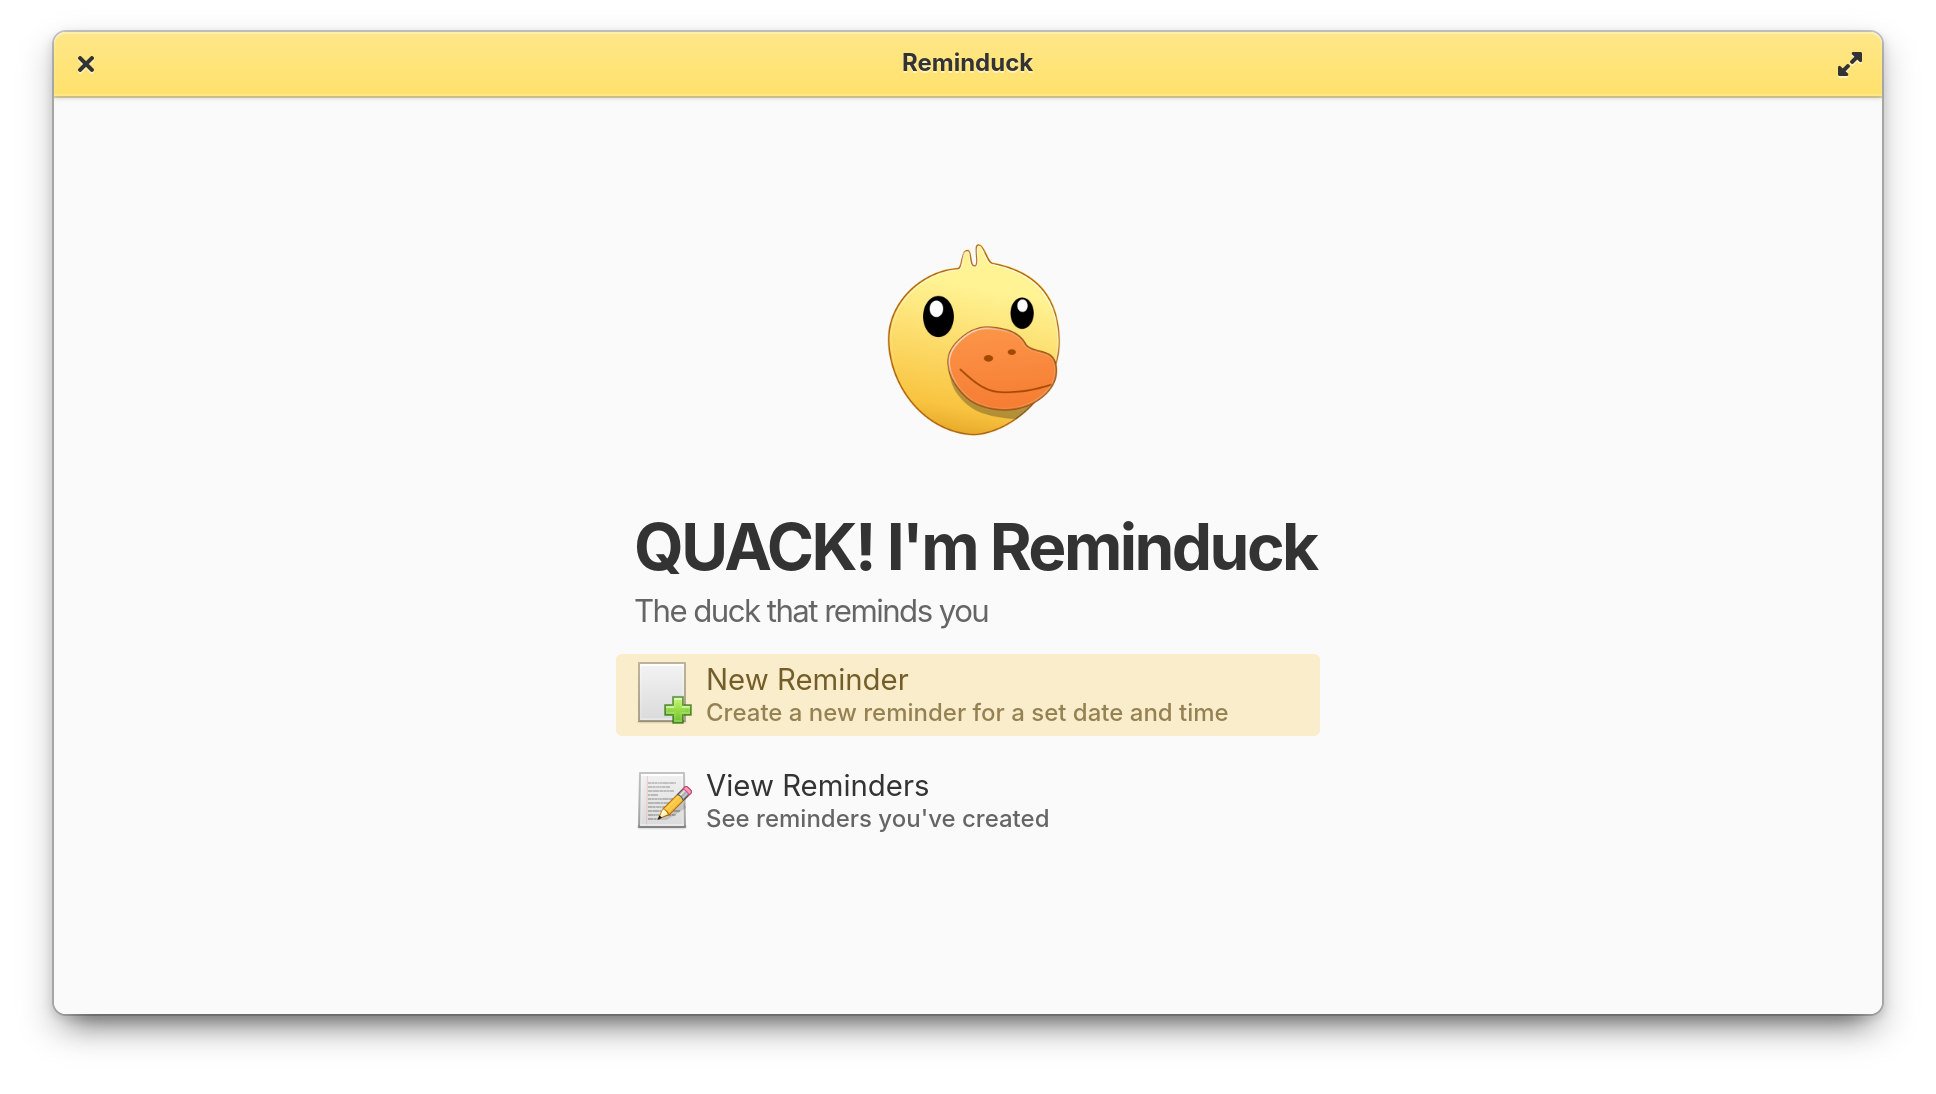 Reminduck
QUACK! I'm Reminduck
The duck that reminds you
New Reminder
Create a new reminder for a set date and time
View Reminders
See reminders you've created